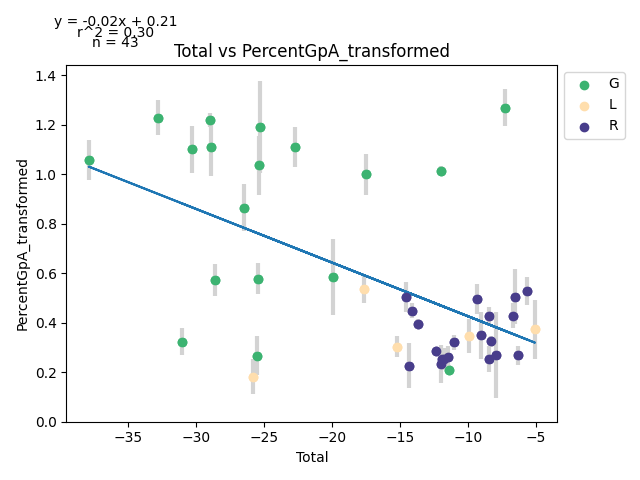 y = -0.02x + 0.21
r^2 = 0.30
n = 43
Total vs PercentGpA_transformed
G
L
R
PercentGpA_transformed
1.4
1.2
1.0
0.8
0.6
0.4
0.2
0.0
−35 −30 −25 −20 −15 −10 −5
Total